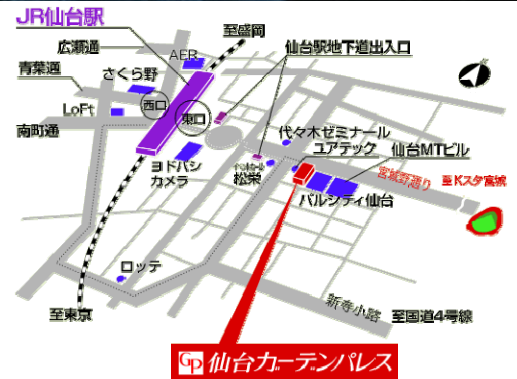 JR仙台駅
至盛岡
広瀬通
AER
仙台駅地下道出入口
青葉通
さくら野
西口
東口
LoFt
南町通
代々木ゼミナール
ユアテック
仙台MTビル
ヨドバシ
カメラ
松栄
宮城野通り
至Kスタ宮城
パルシティ仙台
ロッテ
至東京
新寺小路
至国道4号線
GP 仙台ガーデンパレス